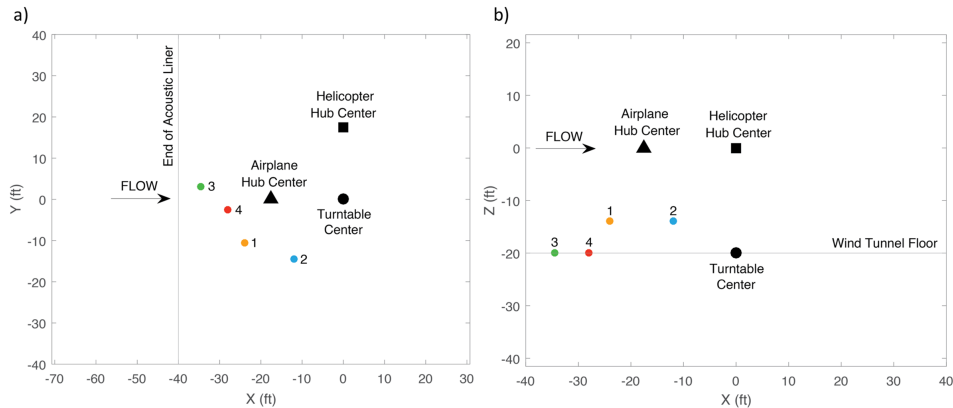 a)
40
30
20
10
0
-10
-20
-30
-40
Y (ft)
-70 -60 -50 -40 -30 -20 -10 0 10 20 30
X (ft)
End of Acoustic Liner
FLOW
Helicopter
Hub Center
Airplane
Hub Center
Turntable
Center
3
4
1
2
b)
20
10
0
-10
-20
-30
-40
Z (ft)
-40 -30 -20 -10 0 10 20 30 40
X (ft)
FLOW
Airplane
Hub Center
Helicopter
Hub Center
1
2
3
4
Wind Tunnel Floor
Turntable
Center